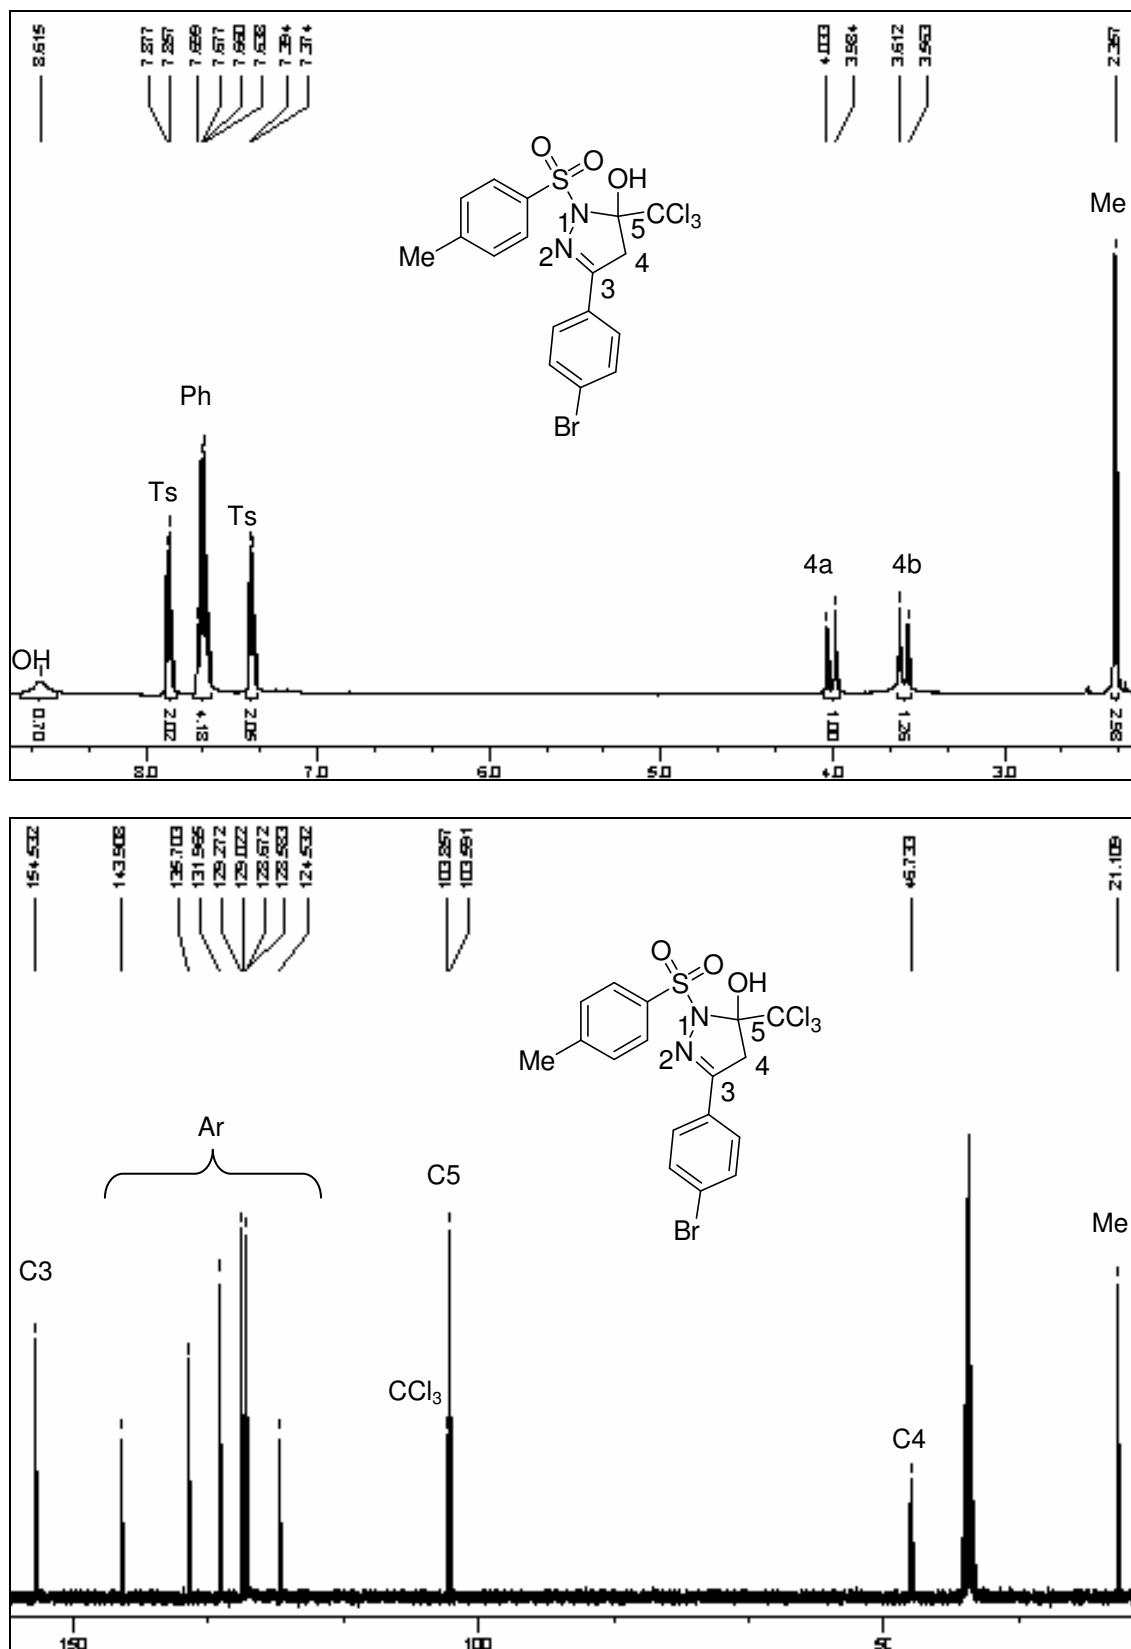 8.615 7.877 7.857 7.699 7.677 7.660 7.638 7.394 7.374 4.033 3.984 3.612 3.563 2.357
O O
S OH
N CCl3
1 5
Me 2 N 4
3
Br
Me
Ph
Ts Ts
4a 4b
OH
0.70 2.02 4.18 2.05 1.00 1.25 2.98
8.0 7.0 6.0 5.0 4.0 3.0
154.532 143.908 135.703 131.965 129.272 129.022 128.672 128.583 124.532 103.857 103.591 46.733 21.109
O O
S OH
N CCl3
1 5
Me 2 N 4
3
Br
Ar
C5
C3
Me
CCl3
C4
150 100 50